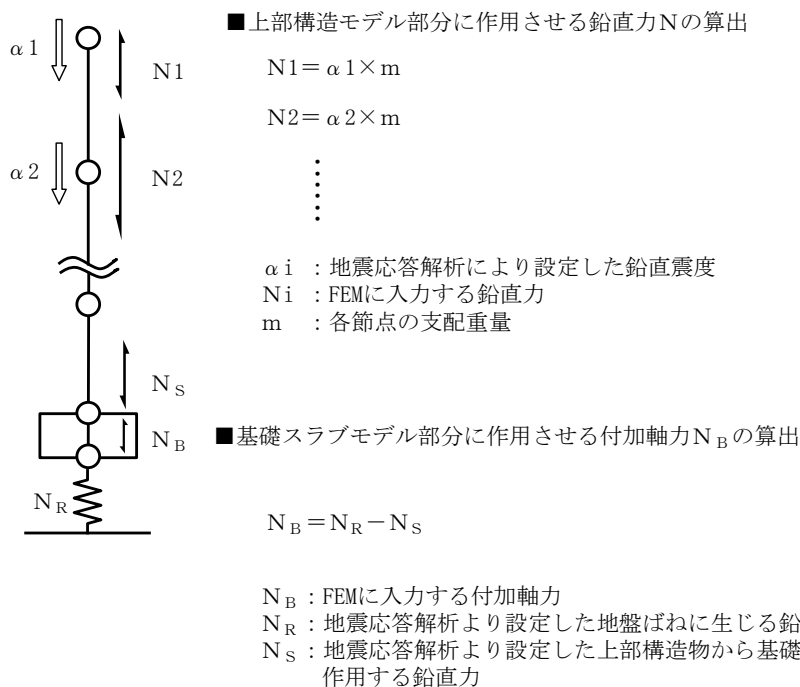 ■上部構造モデル部分に作用させる鉛直力Nの算出
α1
N1
N1=α1×m
N2=α2×m
α2
N2
αi:地震応答解析により設定した鉛直震度
Ni:FEMに入力する鉛直力
m:各節点の支配重量
NS
NB
■基礎スラブモデル部分に作用させる付加軸力NBの算出
NR
NB=NR-NS
NB:FEMに入力する付加軸力
NR:地震応答解析より設定した地盤ばねに生じる鉛
NS:地震応答解析より設定した上部構造物から基礎
作用する鉛直力